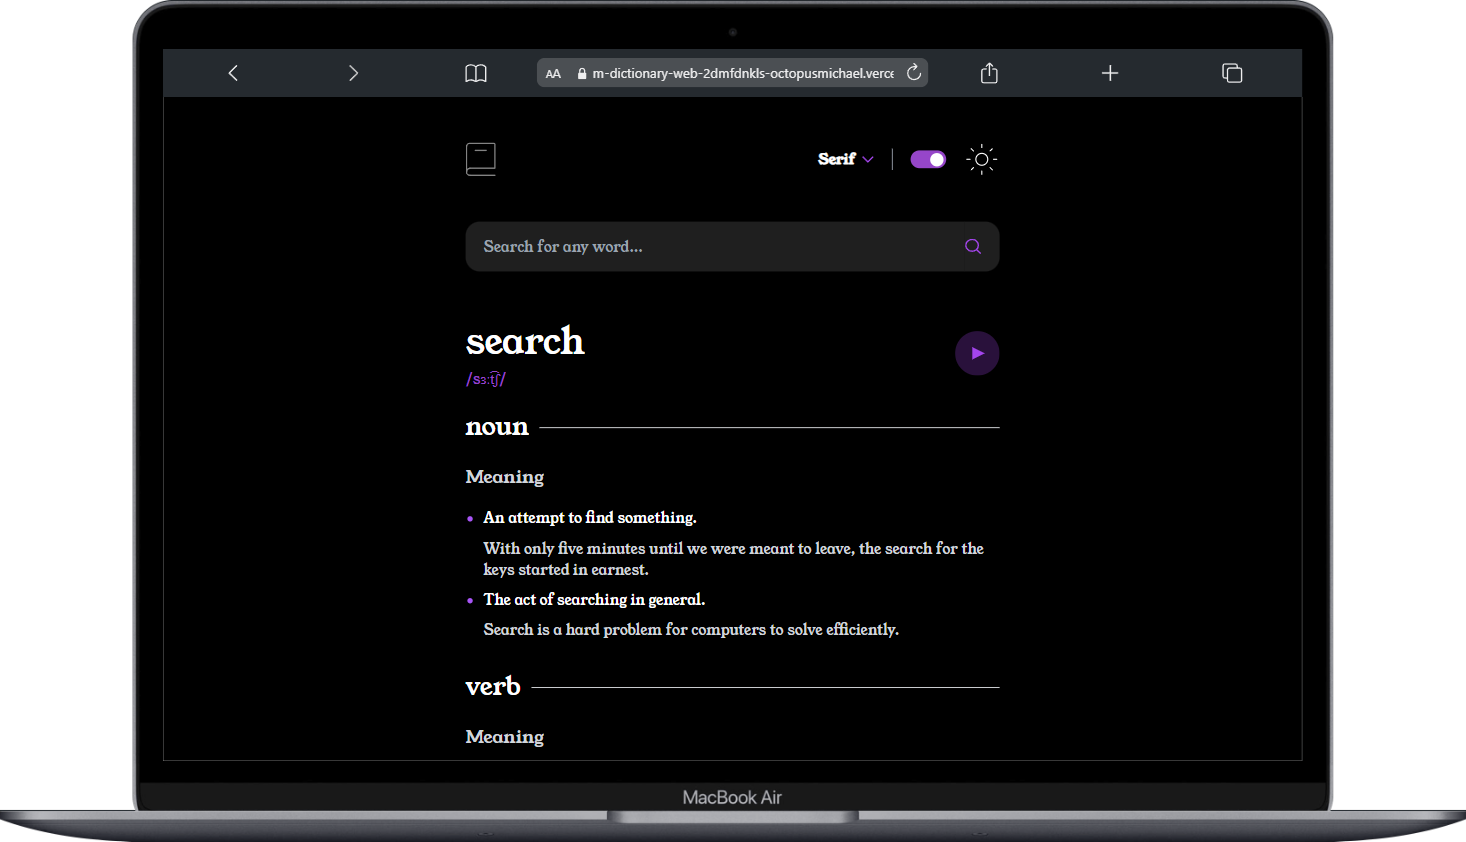 AA m-dictionary-web-2dmfdnkls-octopusmichael.verce
Serif
Search for any word...
search
/sɜːt͡ʃ/
noun
Meaning
An attempt to find something.
With only five minutes until we were meant to leave, the search for the
keys started in earnest.
The act of searching in general.
Search is a hard problem for computers to solve efficiently.
verb
Meaning
MacBook Air